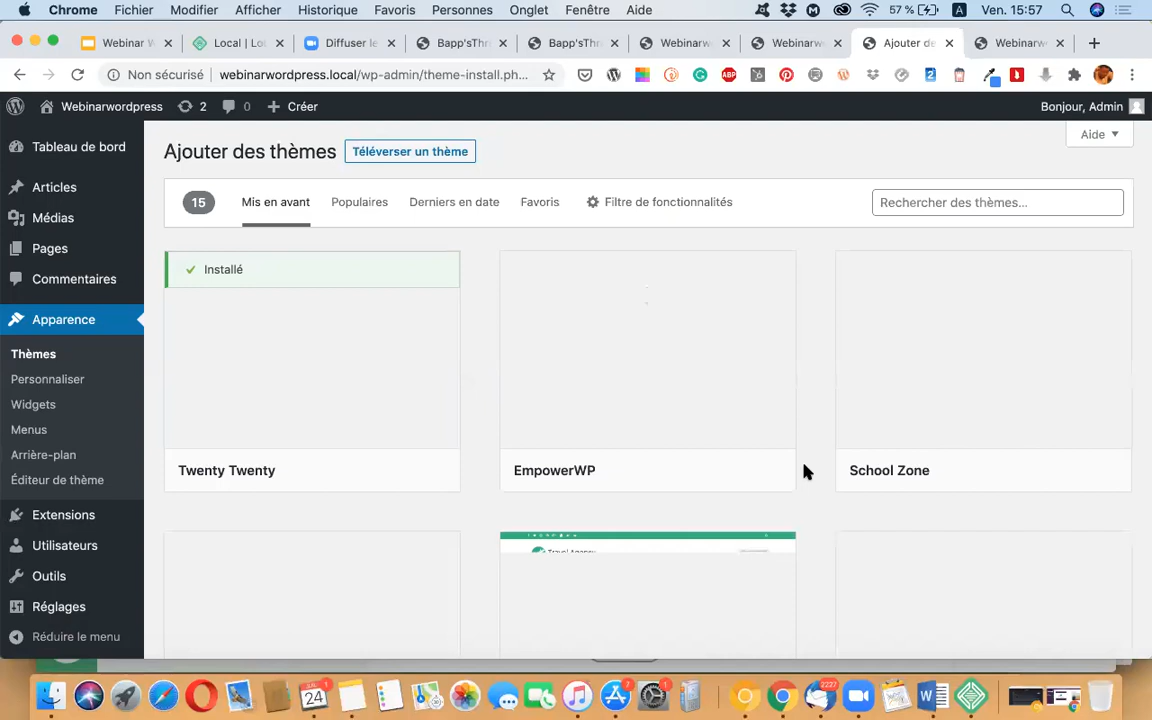 Chrome Fichier Modifier Afficher Historique Favoris Personnes Onglet Fenêtre Aide 57 % A Ven. 15:57
Webinar W Local | Lo Diffuser le Bapp'sThr Bapp'sThr Webinarw Webinarw Ajouter de Webinarw
Non sécurisé webinarwordpress.local/wp-admin/theme-install.ph...
Webinarwordpress 2 0 Créer Bonjour, Admin
Aide
Tableau de bord
Articles
Médias
Pages
Commentaires
Apparence
Thèmes
Personnaliser
Widgets
Menus
Arrière-plan
Éditeur de thème
Extensions
Utilisateurs
Outils
Réglages
Réduire le menu
Ajouter des thèmes Téléverser un thème
15 Mis en avant Populaires Derniers en date Favoris Filtre de fonctionnalités Rechercher des thèmes...
Installé
Twenty Twenty EmpowerWP School Zone
24 1 7 1 2227